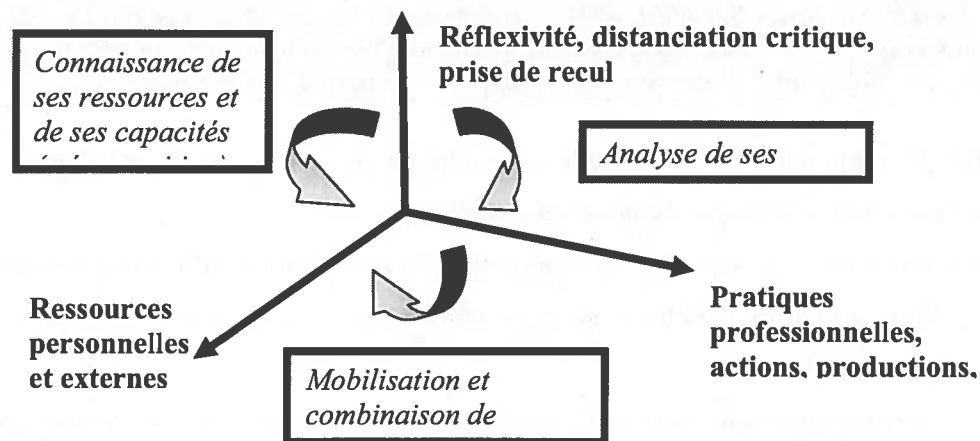 Connaissance de
ses ressources et
de ses capacités
Réflexivité, distanciation critique,
prise de recul
Analyse de ses
Ressources
personnelles
et externes
Pratiques
professionnelles,
actions, productions,
Mobilisation et
combinaison de